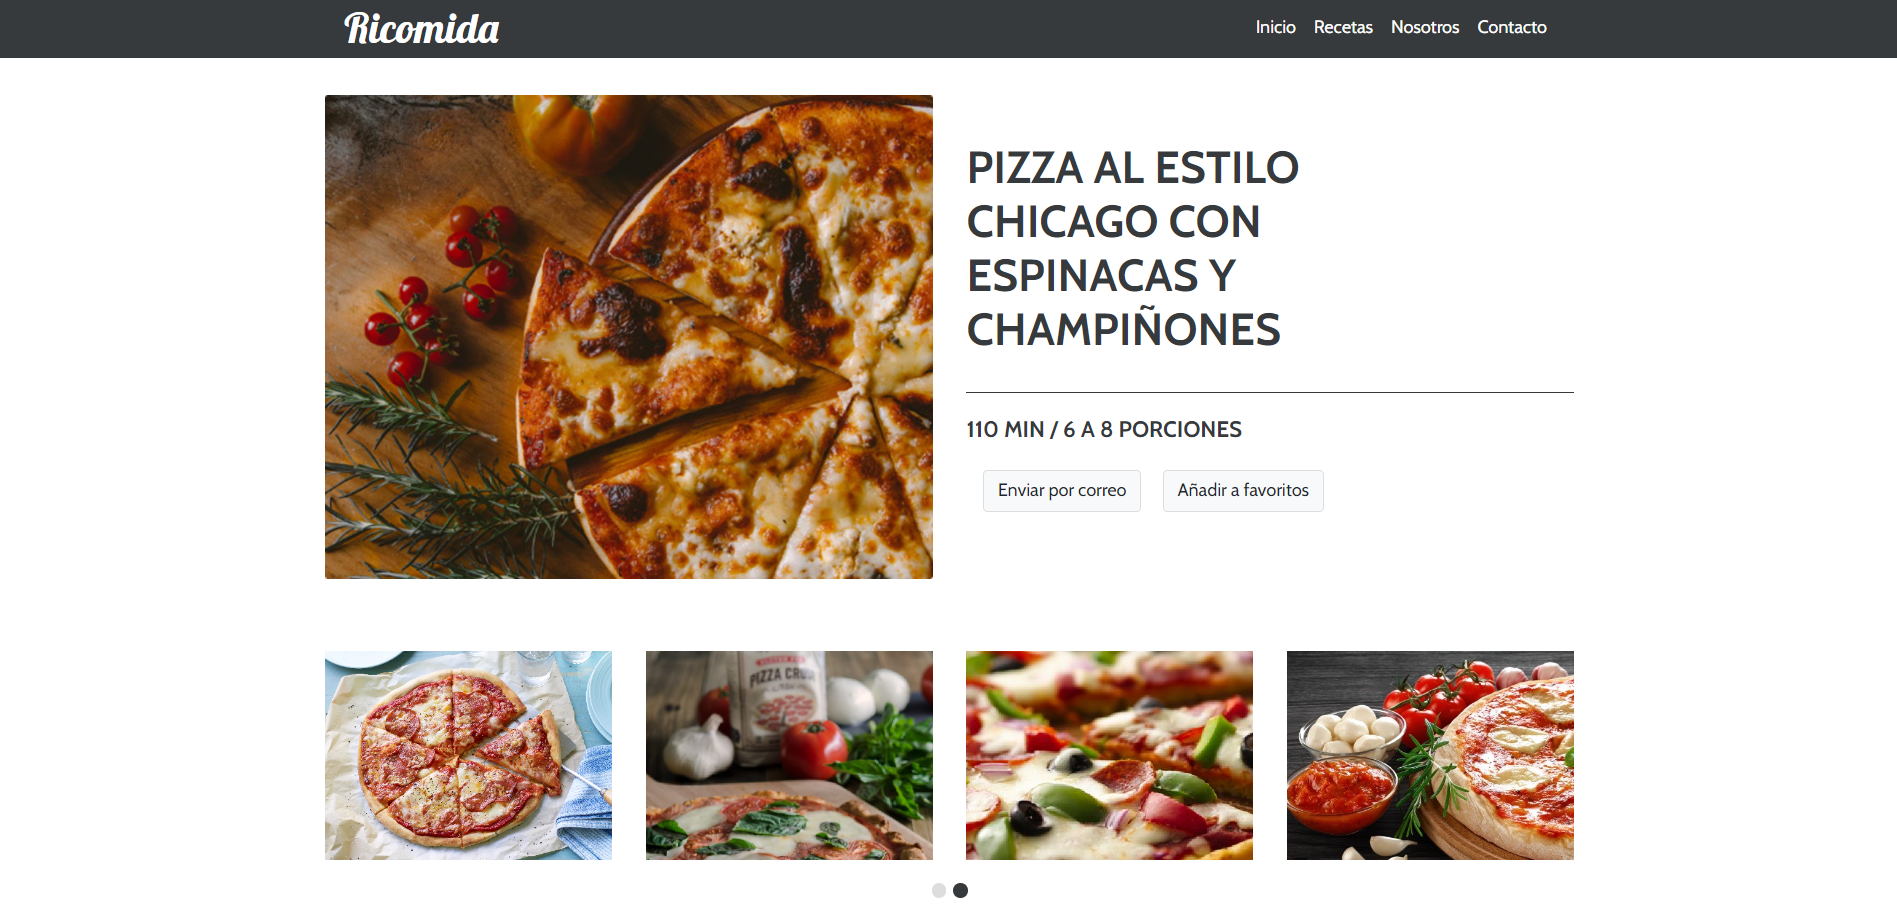 Ricomida
Inicio Recetas Nosotros Contacto
PIZZA AL ESTILO
CHICAGO CON
ESPINACAS Y
CHAMPIÑONES
110 MIN / 6 A 8 PORCIONES
Enviar por correo Añadir a favoritos
PIZZA CRUST